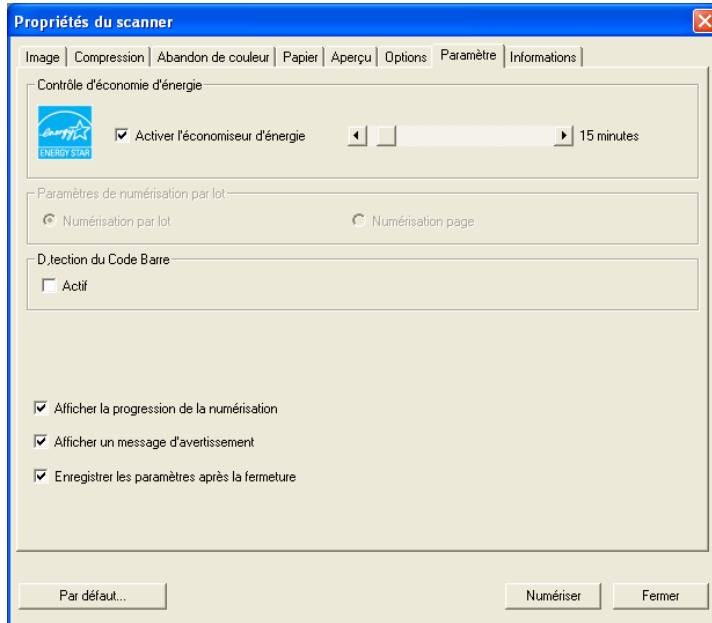 Propriétés du scanner
Image Compression Abandon de couleur Papier Aperçu Options Paramètre Informations
Contrôle d'économie d'énergie
energy
ENERGY STAR
Activer l'économiseur d'énergie 15 minutes
Paramètres de numérisation par lot
Numérisation par lot Numérisation page
D,tection du Code Barre
Actif
Afficher la progression de la numérisation
Afficher un message d'avertissement
Enregistrer les paramètres après la fermeture
Par défaut... Numériser Fermer